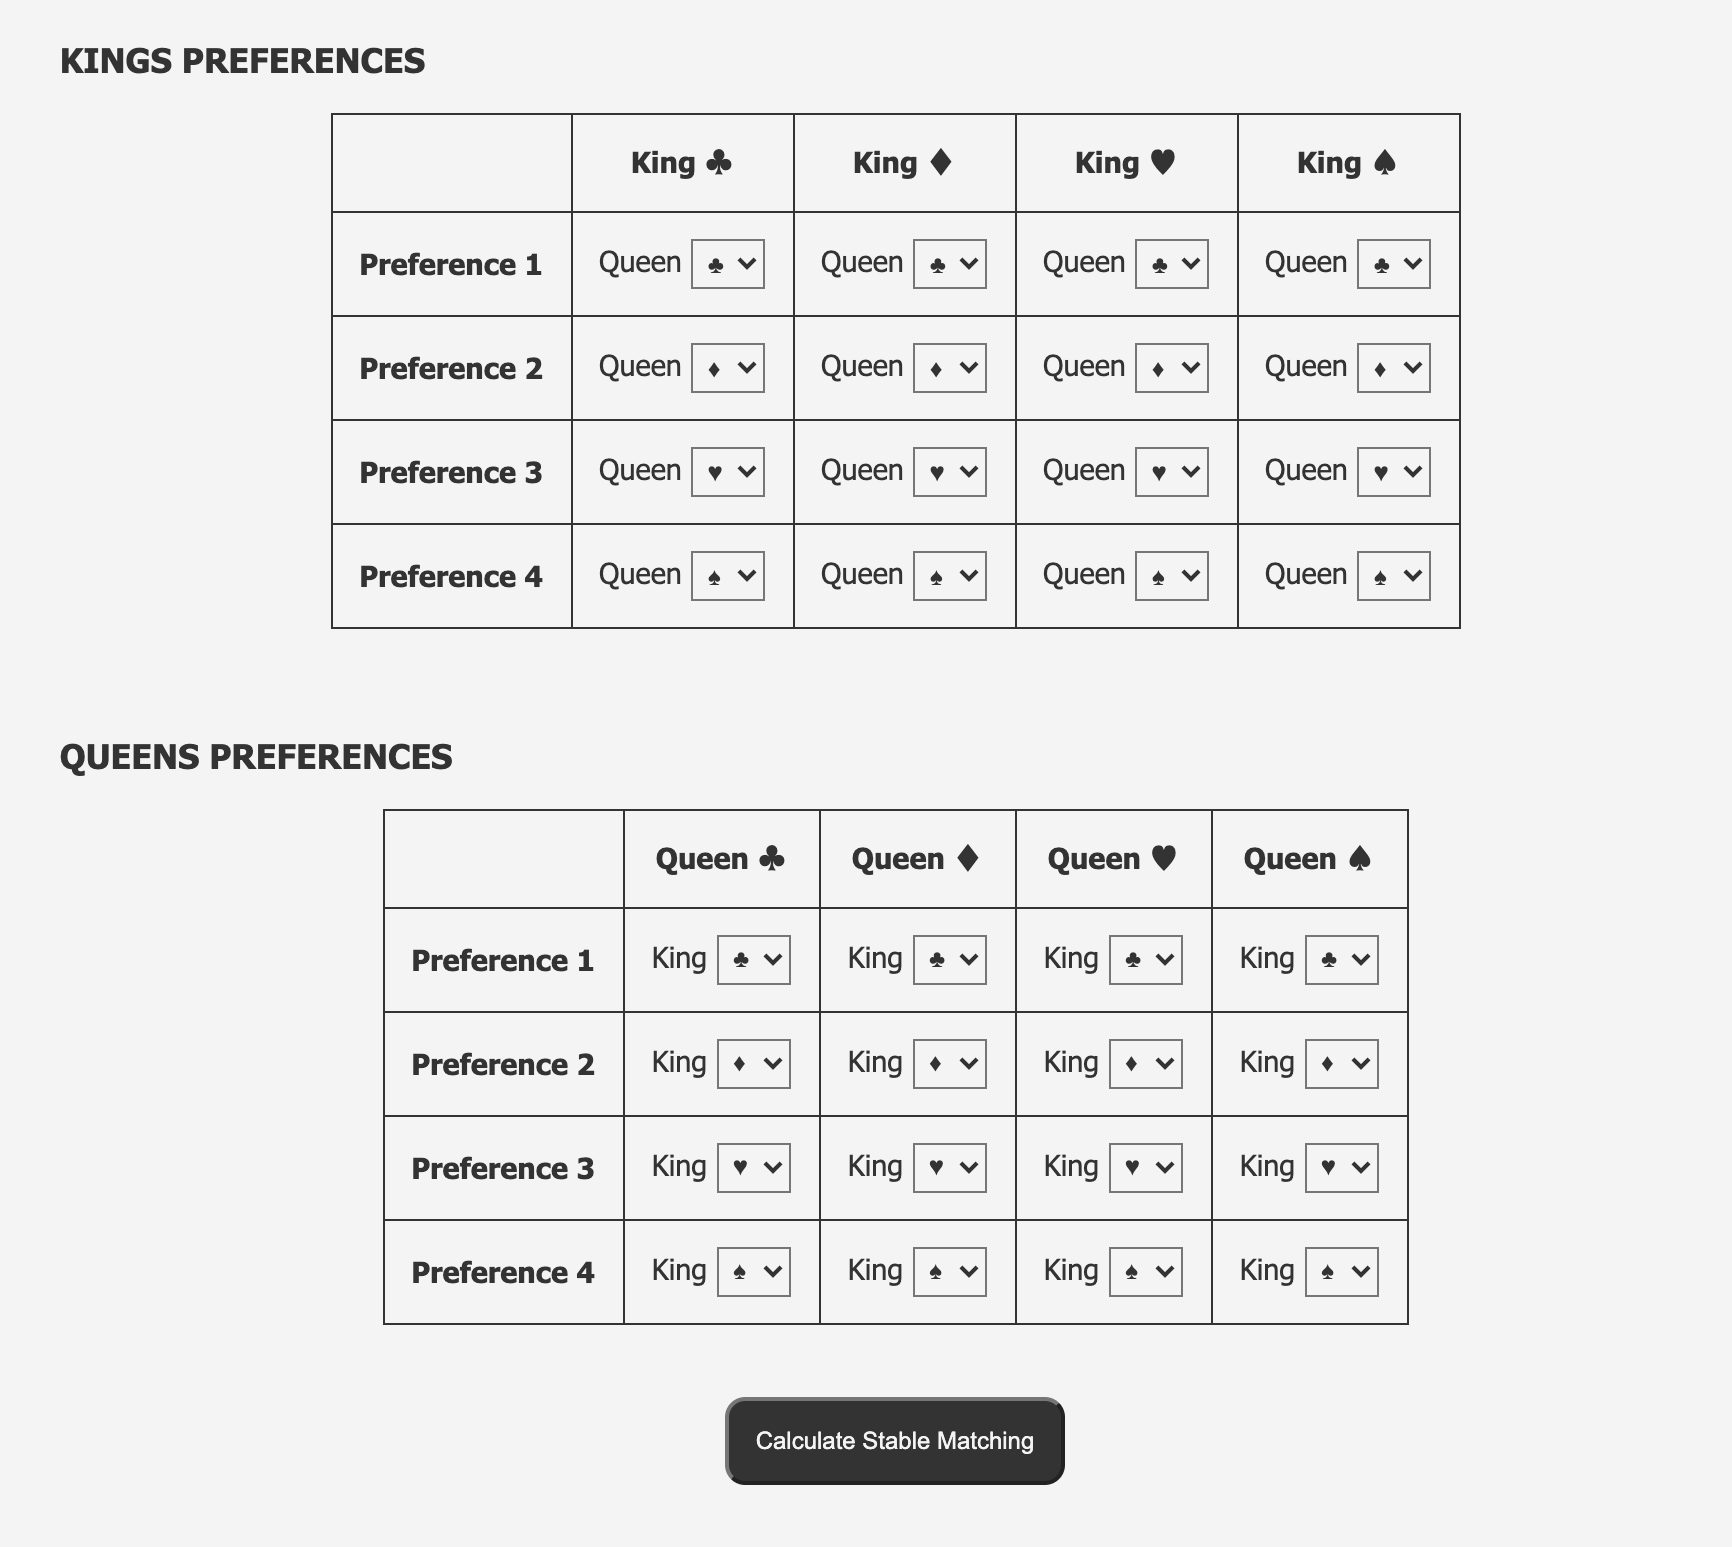 KINGS PREFERENCES
King ♣ King ♦ King ♥ King ♠
Preference 1 Queen ♣ Queen ♣ Queen ♣ Queen ♣
Preference 2 Queen ♦ Queen ♦ Queen ♦ Queen ♦
Preference 3 Queen ♥ Queen ♥ Queen ♥ Queen ♥
Preference 4 Queen ♠ Queen ♠ Queen ♠ Queen ♠
QUEENS PREFERENCES
Queen ♣ Queen ♦ Queen ♥ Queen ♠
Preference 1 King ♣ King ♣ King ♣ King ♣
Preference 2 King ♦ King ♦ King ♦ King ♦
Preference 3 King ♥ King ♥ King ♥ King ♥
Preference 4 King ♠ King ♠ King ♠ King ♠
Calculate Stable Matching